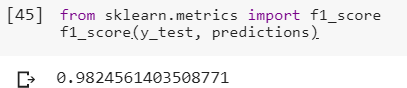 [45] from sklearn.metrics import f1_score
f1_score(y_test, predictions)
0.9824561403508771